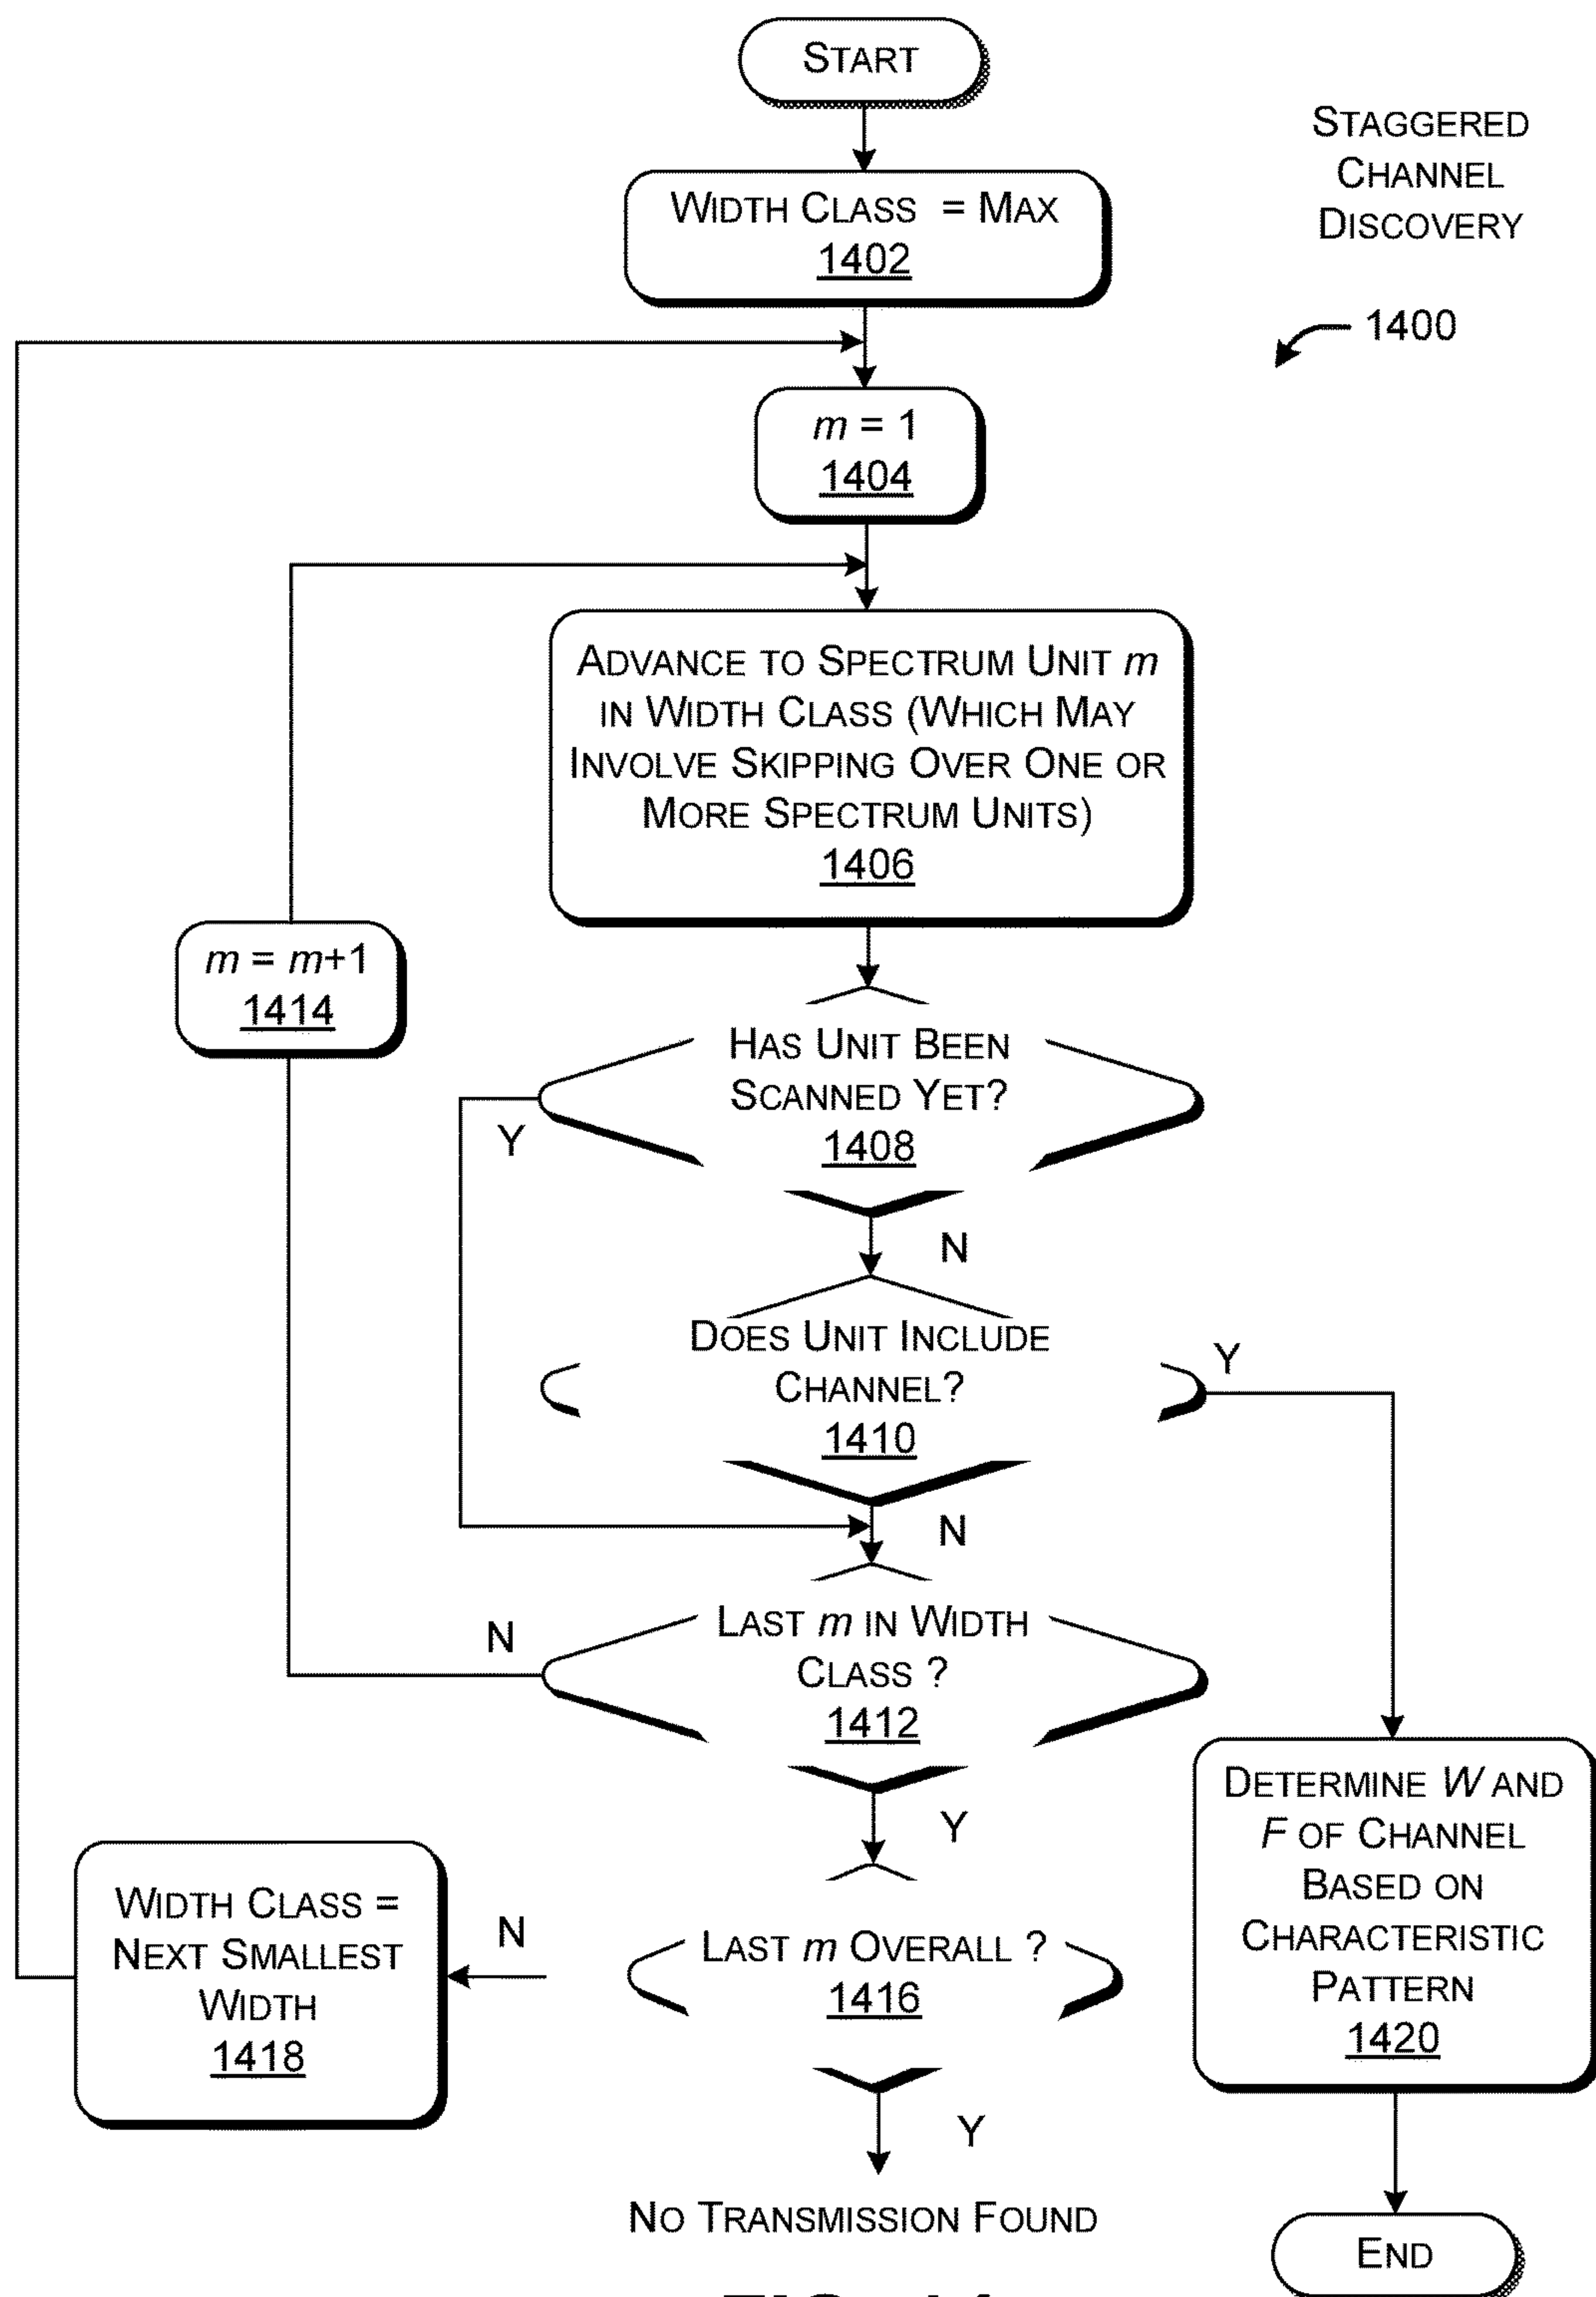 START
STAGGERED
CHANNEL
DISCOVERY
1400
WIDTH CLASS = MAX
1402
m = 1
1404
ADVANCE TO SPECTRUM UNIT m
IN WIDTH CLASS (WHICH MAY
INVOLVE SKIPPING OVER ONE OR
MORE SPECTRUM UNITS)
1406
m = m+1
1414
HAS UNIT BEEN
SCANNED YET?
1408
Y
N
DOES UNIT INCLUDE
CHANNEL?
1410
Y
N
LAST m IN WIDTH
CLASS ?
1412
N
Y
DETERMINE W AND
F OF CHANNEL
BASED ON
CHARACTERISTIC
PATTERN
1420
WIDTH CLASS =
NEXT SMALLEST
WIDTH
1418
N
LAST m OVERALL ?
1416
Y
NO TRANSMISSION FOUND
END